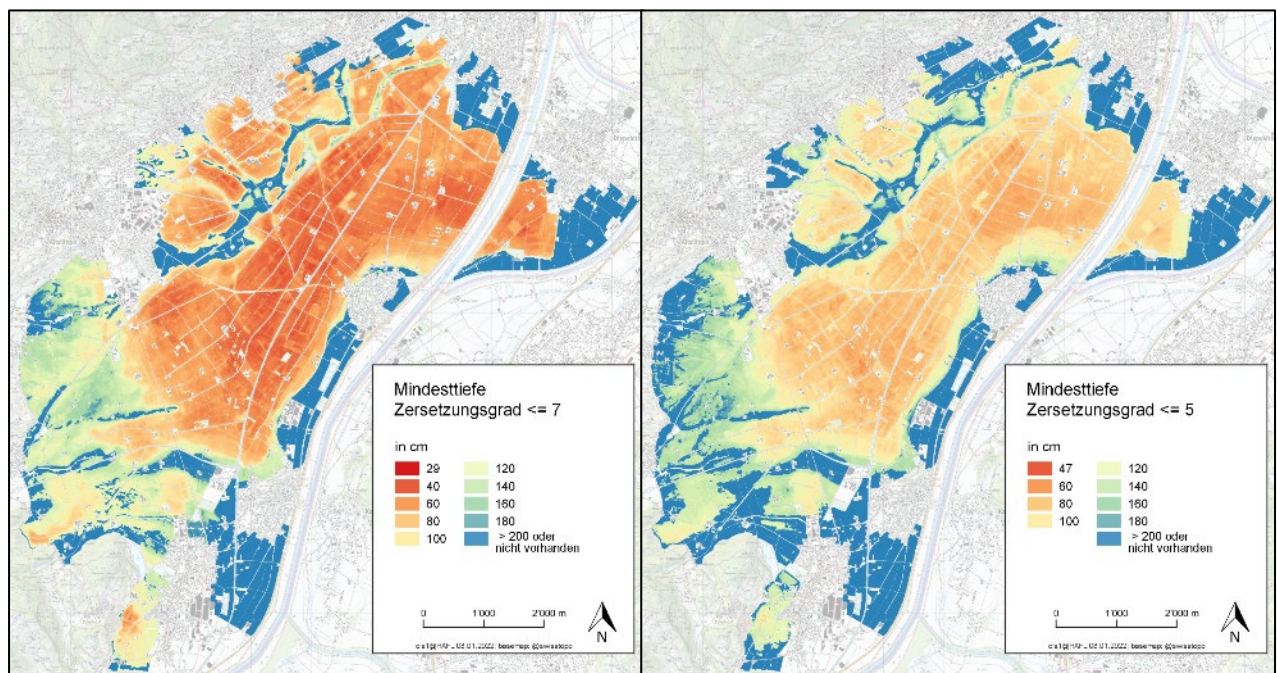 Mindesttiefe
Zersetzungsgrad <= 7
in cm
29 120
40 140
60 160
80 180
100 > 200 oder
nicht vorhanden
0 1'000 2'000 m
N
Mindesttiefe
Zersetzungsgrad <= 5
in cm
47 120
60 140
80 160
100 180
> 200 oder
nicht vorhanden
0 1'000 2'000 m
N